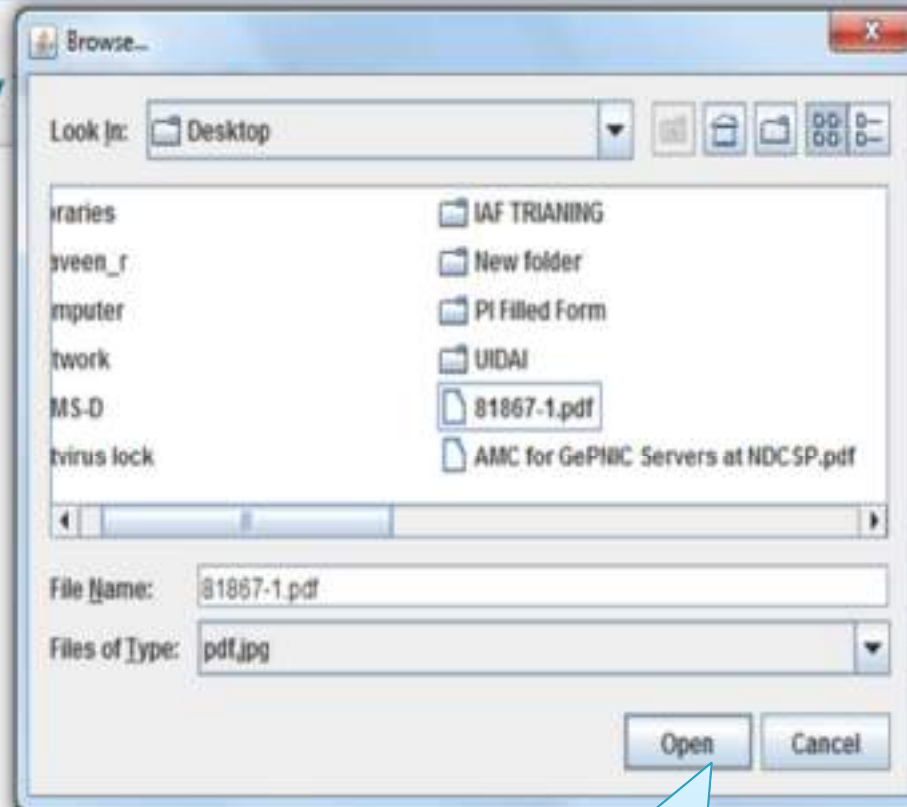 Browse...
Look In: Desktop
raries
aveen_r
mputer
twork
MS-D
tvirus lock
IAF TRIANING
New folder
PI Filled Form
UIDAI
81867-1.pdf
AMC for GePNIC Servers at NDCSP.pdf
File Name: 81867-1.pdf
Files of Type: pdf,jpg
Open Cancel